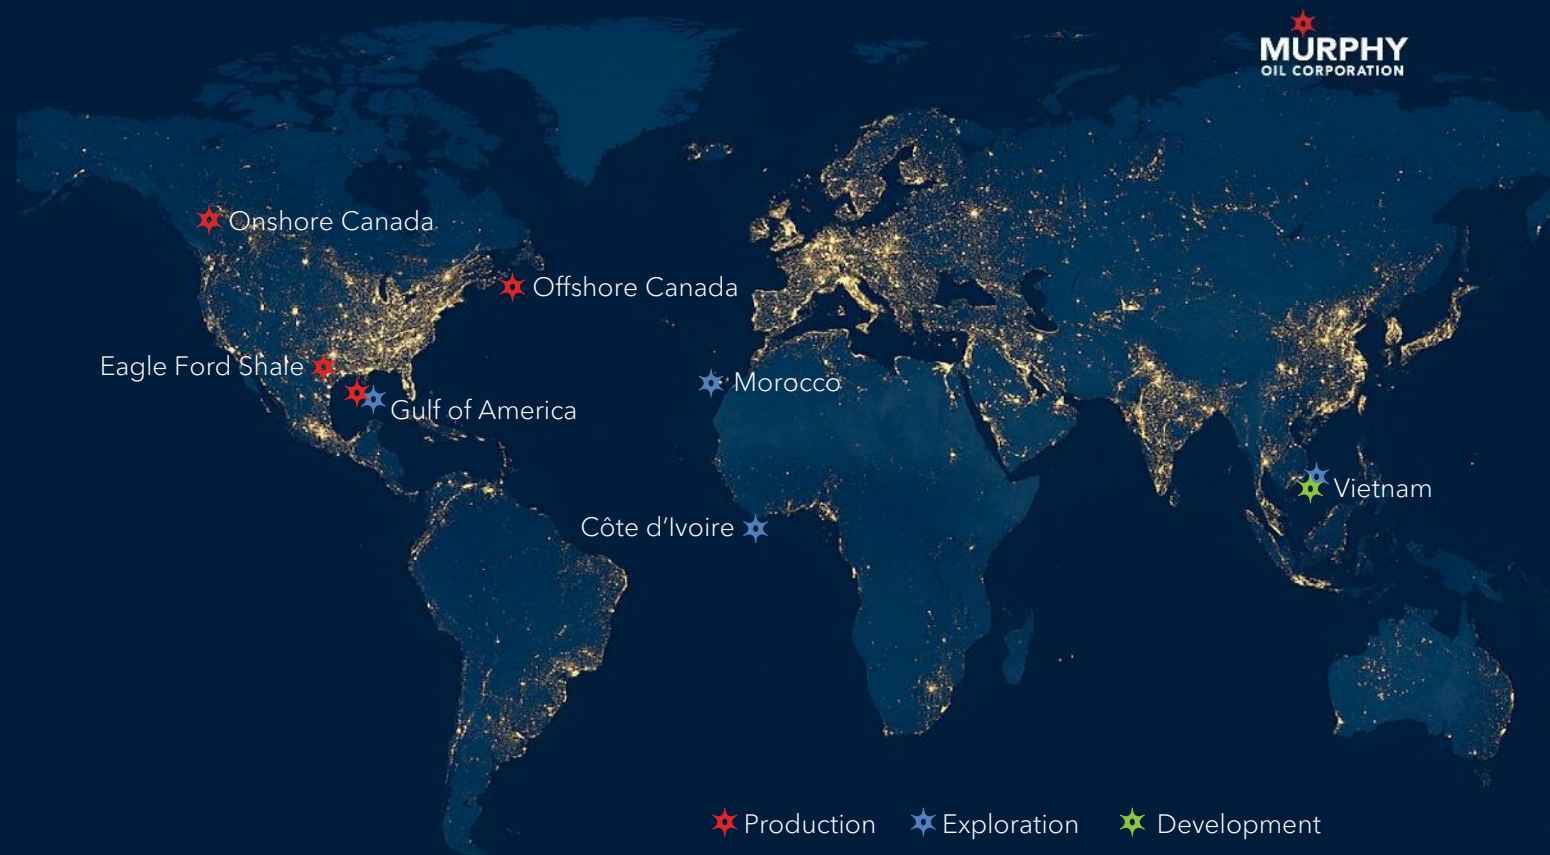 MURPHY
OIL CORPORATION
Onshore Canada
Offshore Canada
Eagle Ford Shale
Morocco
Gulf of America
Vietnam
Côte d’Ivoire
Production
Exploration
Development